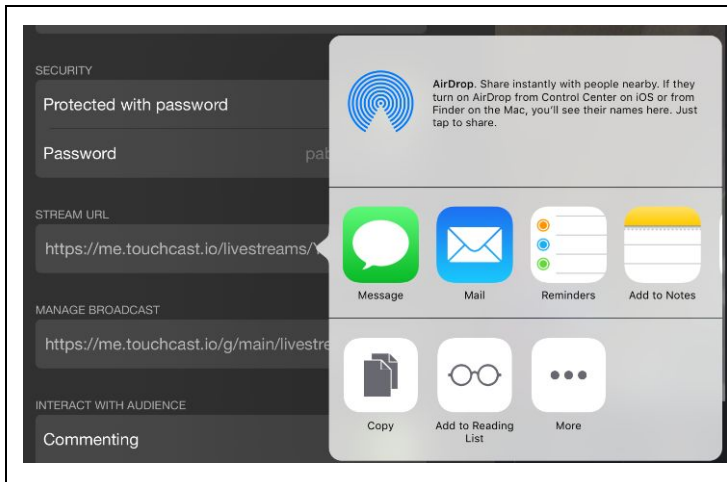 SECURITY
Protected with password
Password
STREAM URL
https://me.touchcast.io/livestreams/
MANAGE BROADCAST
https://me.touchcast.io/g/main/livestre
INTERACT WITH AUDIENCE
Commenting
AirDrop. Share instantly with people nearby. If they
turn on AirDrop from Control Center on iOS or from
Finder on the Mac, you'll see their names here. Just
tap to share.
Message
Mail
Reminders
Add to Notes
Copy
Add to Reading
List
More